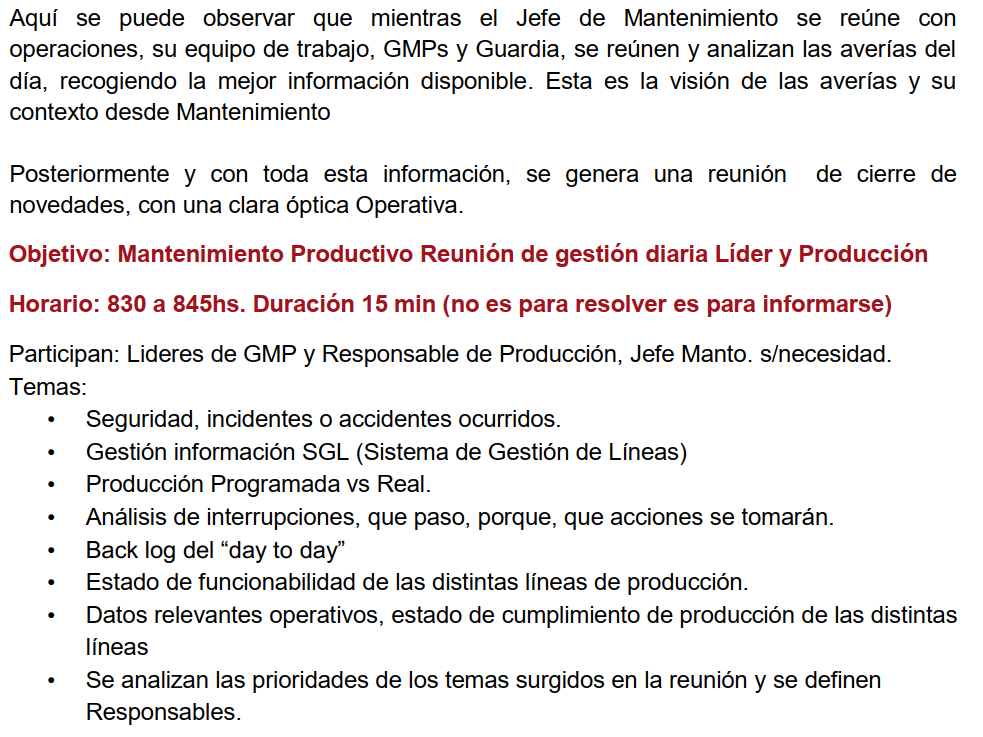 Aquí se puede observar que mientras el Jefe de Mantenimiento se reúne con
operaciones, su equipo de trabajo, GMPs y Guardia, se reúnen y analizan las averías del
día, recogiendo la mejor información disponible. Esta es la visión de las averías y su
contexto desde Mantenimiento
Posteriormente y con toda esta información, se genera una reunión de cierre de
novedades, con una clara óptica Operativa.
Objetivo: Mantenimiento Productivo Reunión de gestión diaria Líder y Producción
Horario: 830 a 845hs. Duración 15 min (no es para resolver es para informarse)
Participan: Lideres de GMP y Responsable de Producción, Jefe Manto. s/necesidad.
Temas:
• Seguridad, incidentes o accidentes ocurridos.
• Gestión información SGL (Sistema de Gestión de Líneas)
• Producción Programada vs Real.
• Análisis de interrupciones, que paso, porque, que acciones se tomarán.
• Back log del “day to day”
• Estado de funcionabilidad de las distintas líneas de producción.
• Datos relevantes operativos, estado de cumplimiento de producción de las distintas
líneas
• Se analizan las prioridades de los temas surgidos en la reunión y se definen
Responsables.